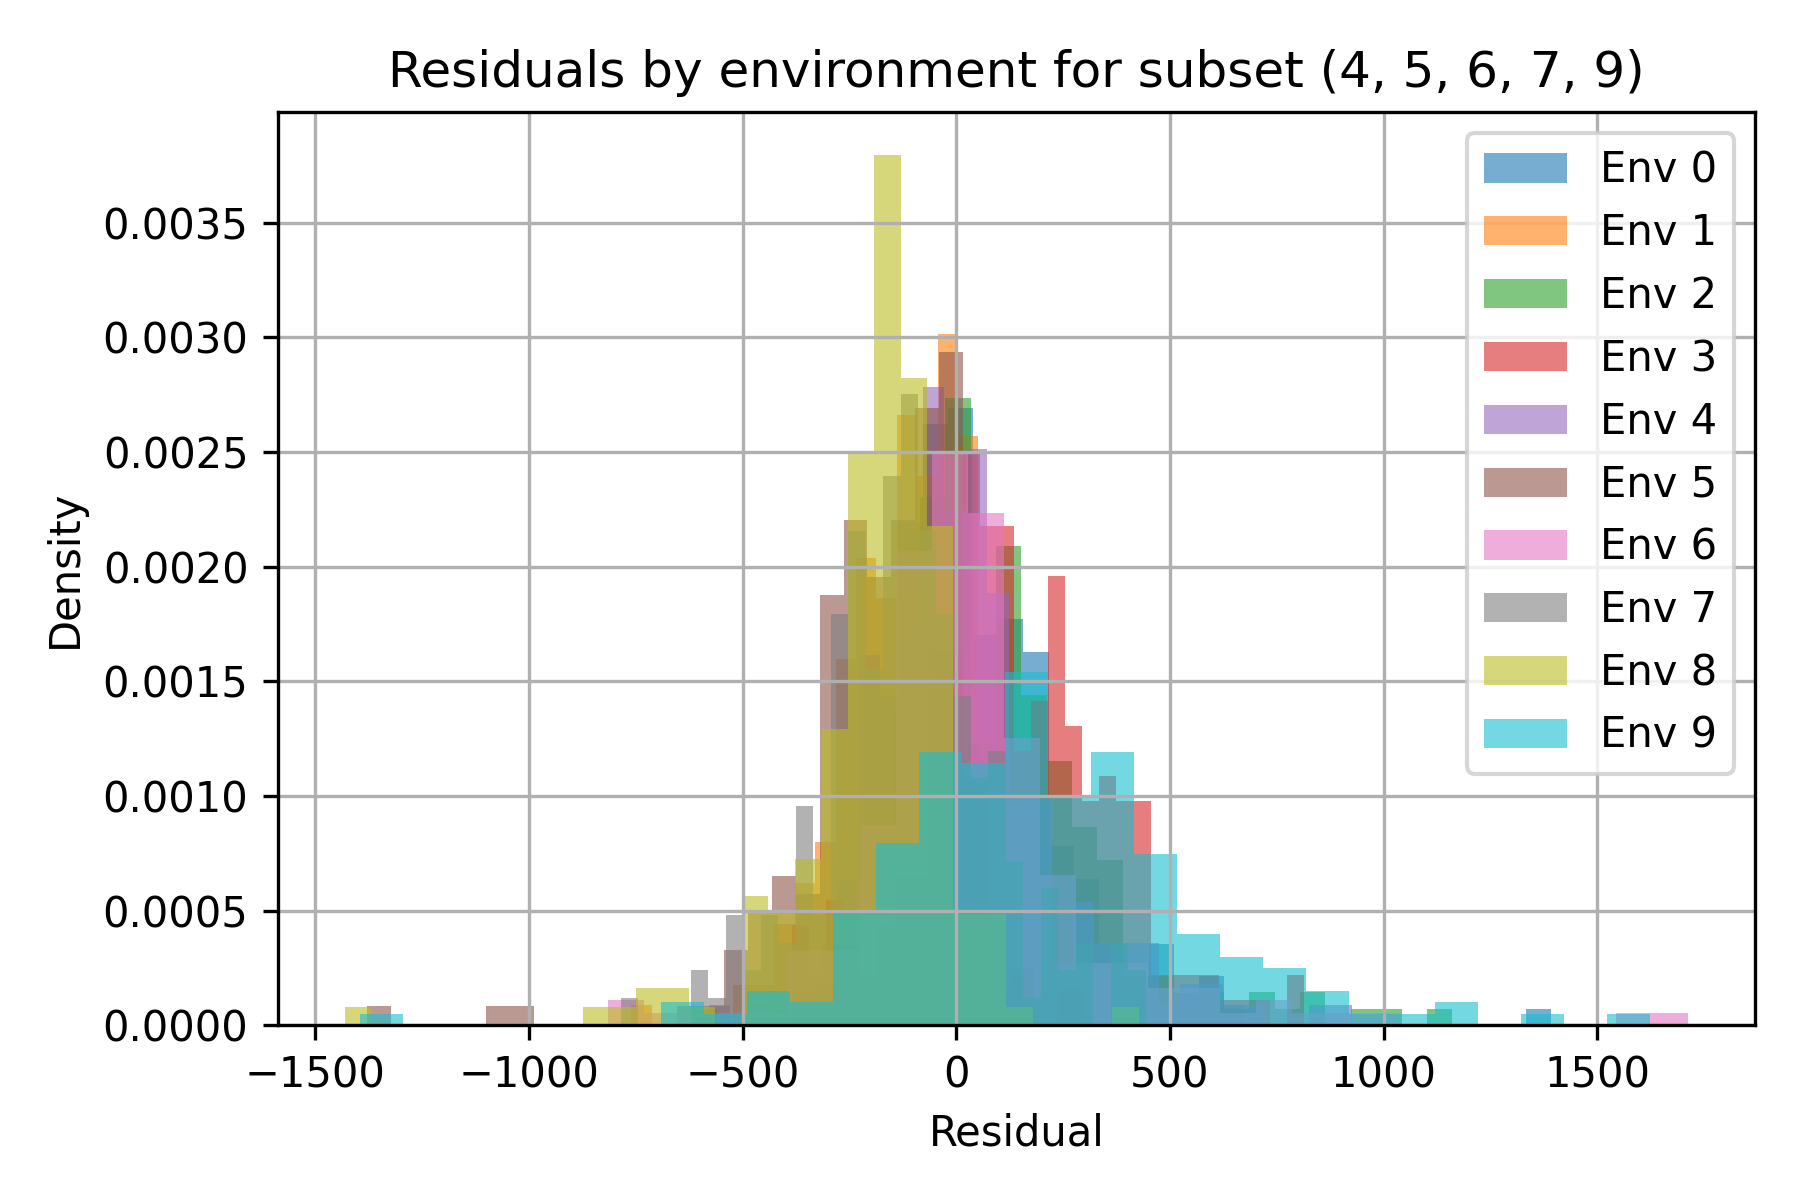 Residuals by environment for subset (4, 5, 6, 7, 9)
Env 0
Env 1
Env 2
Env 3
Env 4
Env 5
Env 6
Env 7
Env 8
Env 9
Density
0.0035
0.0030
0.0025
0.0020
0.0015
0.0010
0.0005
0.0000
−1500 −1000 −500 0 500 1000 1500
Residual